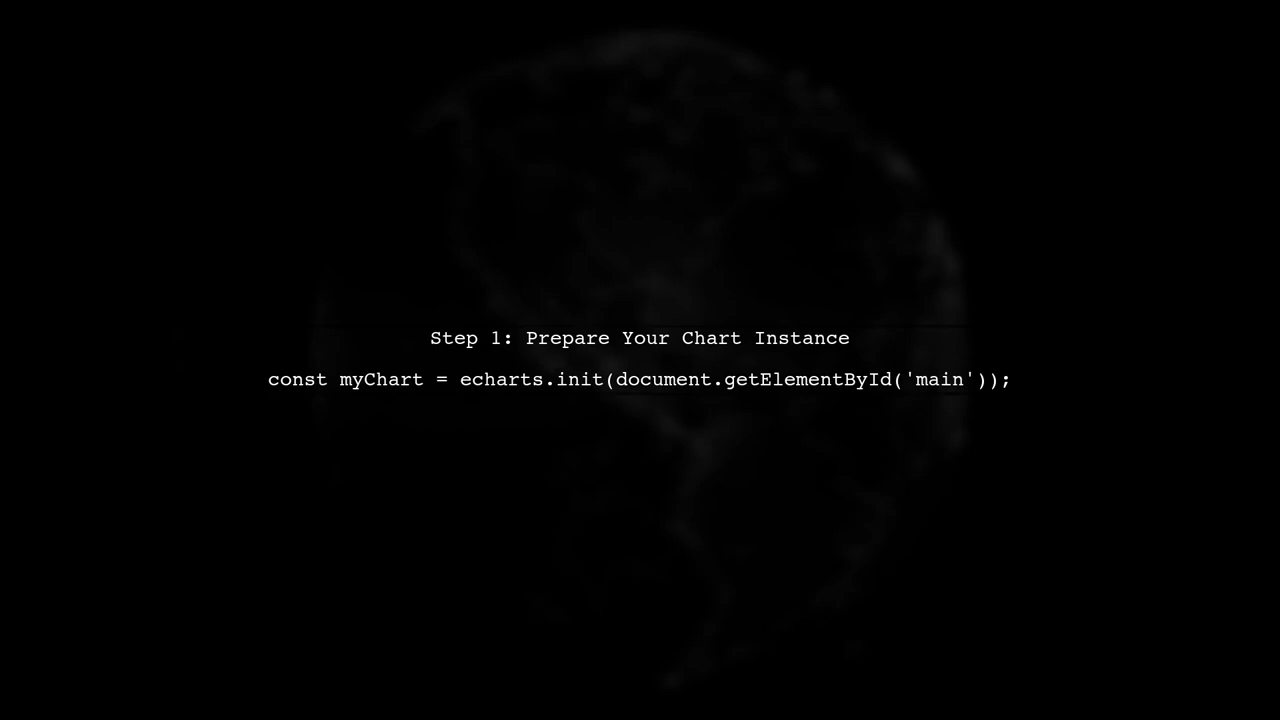 Step 1: Prepare Your Chart Instance
const myChart = echarts.init(document.getElementById('main'));